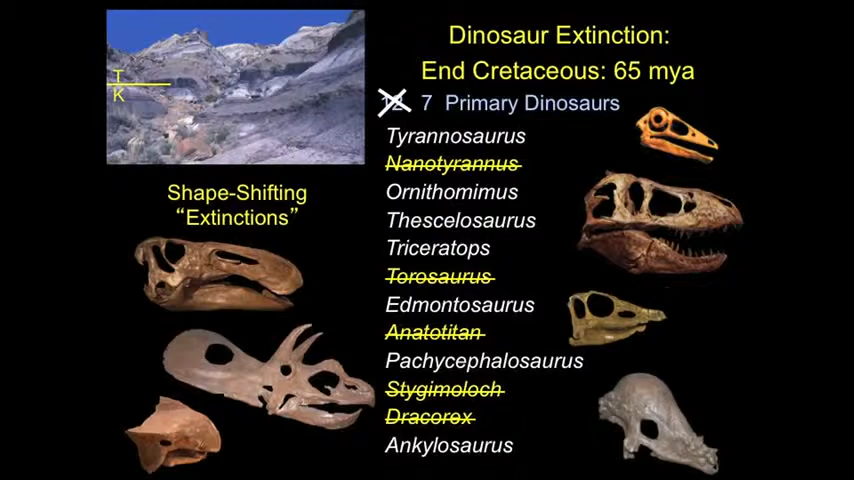 T
K
Dinosaur Extinction:
End Cretaceous: 65 mya
12 7 Primary Dinosaurs
Tyrannosaurus
Nanotyrannus
Ornithomimus
Thescelosaurus
Triceratops
Torosaurus
Edmontosaurus
Anatotitan
Pachycephalosaurus
Stygimoloch
Dracorex
Ankylosaurus
Shape-Shifting
“Extinctions”